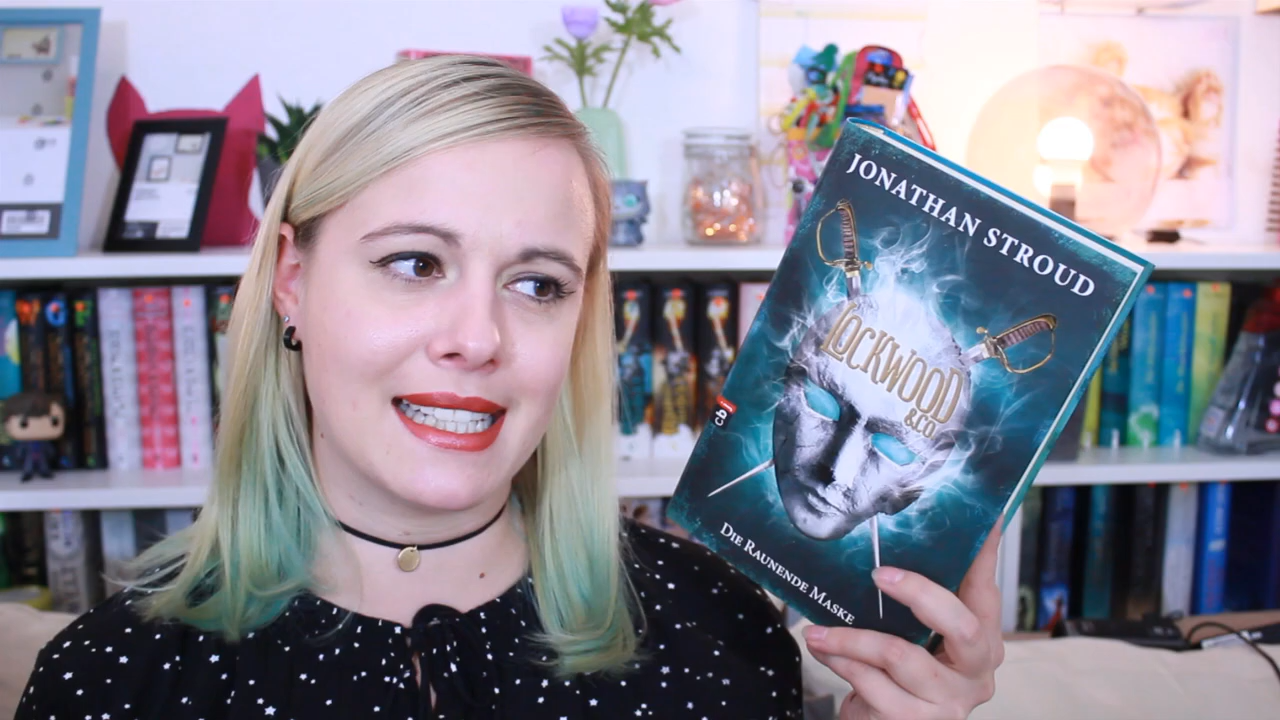 JONATHAN STROUD
LOCKWOOD
& CO.
DIE RAUNENDE MASKE
cbj